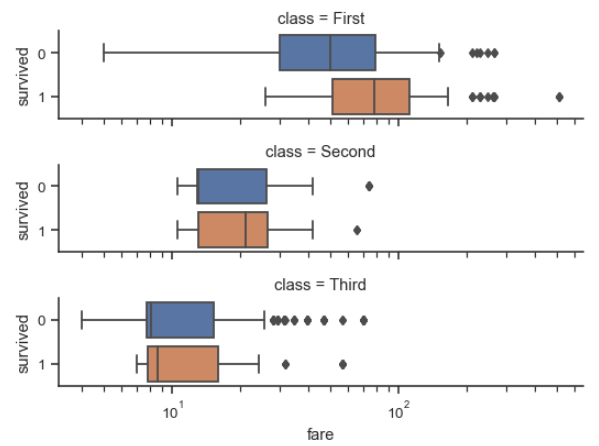 class = First
survived
0
1
class = Second
survived
0
1
class = Third
survived
0
1
10¹ 10²
fare